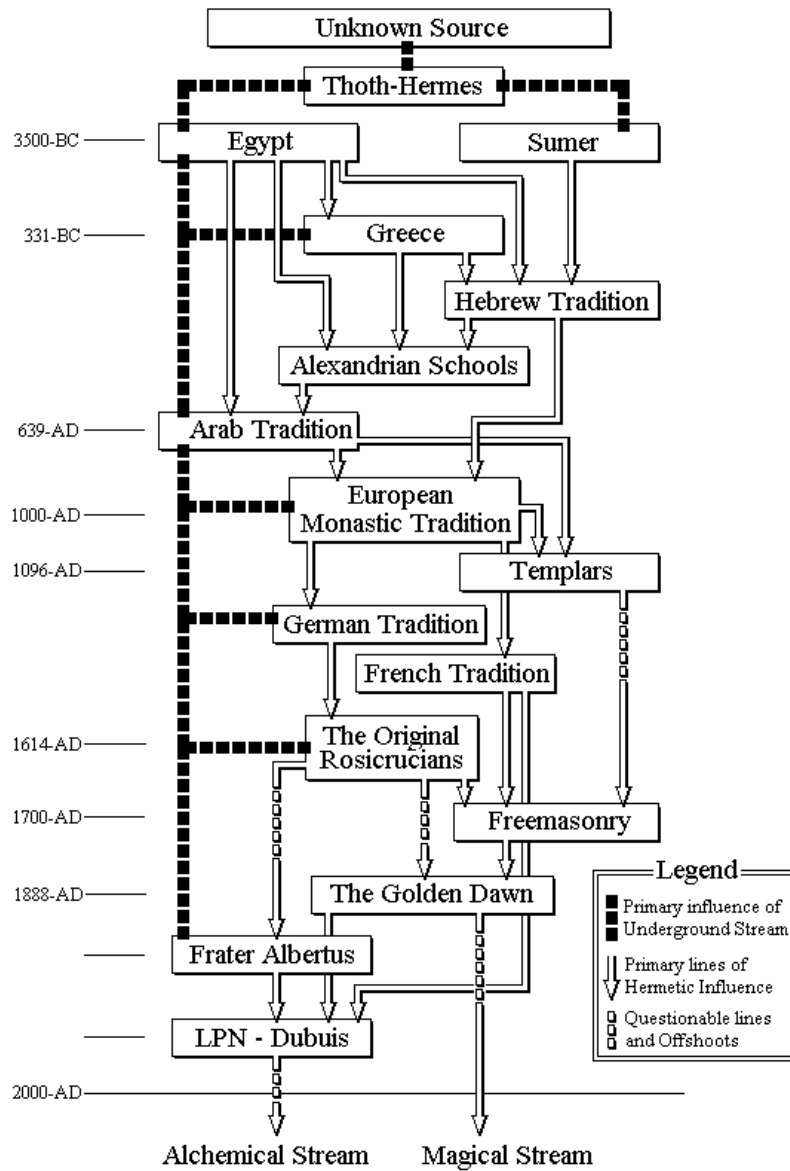 Unknown Source
Thoth-Hermes
3500-BC
Egypt
Sumer
331-BC
Greece
Hebrew Tradition
Alexandrian Schools
639-AD
Arab Tradition
European
Monastic Tradition
1000-AD
1096-AD
Templars
German Tradition
French Tradition
1614-AD
The Original
Rosicrucians
1700-AD
Freemasonry
1888-AD
The Golden Dawn
Frater Albertus
LPN - Dubuis
2000-AD
Alchemical Stream
Magical Stream
Legend
Primary influence of
Underground Stream
Primary lines of
Hermetic Influence
Questionable lines
and Offshoots